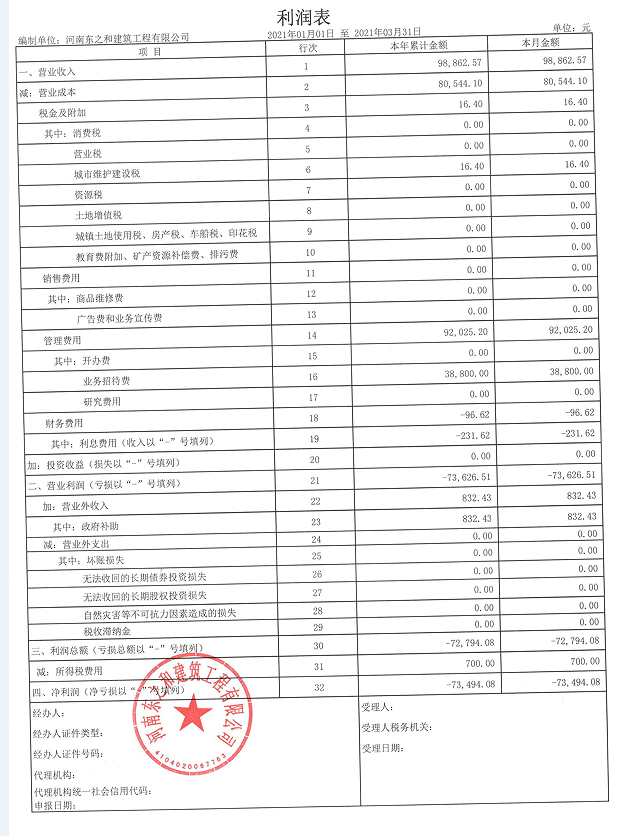 利润表
编制单位：河南东之和建筑工程有限公司 2021年01月01日 至 2021年03月31日 单位：元
项 目 行次 本年累计金额 本月金额
一、营业收入 1 98,862.57 98,862.57
减：营业成本 2 80,544.10 80,544.10
税金及附加 3 16.40 16.40
其中：消费税 4 0.00 0.00
营业税 5 0.00 0.00
城市维护建设税 6 16.40 16.40
资源税 7 0.00 0.00
土地增值税 8 0.00 0.00
城镇土地使用税、房产税、车船税、印花税 9 0.00 0.00
教育费附加、矿产资源补偿费、排污费 10 0.00 0.00
销售费用 11 0.00 0.00
其中：商品维修费 12 0.00 0.00
广告费和业务宣传费 13 0.00 0.00
管理费用 14 92,025.20 92,025.20
其中：开办费 15 0.00 0.00
业务招待费 16 38,800.00 38,800.00
研究费用 17 0.00 0.00
财务费用 18 -96.62 -96.62
其中：利息费用（收入以“-”号填列） 19 -231.62 -231.62
加：投资收益（损失以“-”号填列） 20 0.00 0.00
二、营业利润（亏损以“-”号填列） 21 -73,626.51 -73,626.51
加：营业外收入 22 832.43 832.43
其中：政府补助 23 832.43 832.43
减：营业外支出 24 0.00 0.00
其中：坏账损失 25 0.00 0.00
无法收回的长期债券投资损失 26 0.00 0.00
无法收回的长期股权投资损失 27 0.00 0.00
自然灾害等不可抗力因素造成的损失 28 0.00 0.00
税收滞纳金 29 0.00 0.00
三、利润总额（亏损总额以“-”号填列） 30 -72,794.08 -72,794.08
减：所得税费用 31 700.00 700.00
四、净利润（净亏损以“-”号填列） 32 -73,494.08 -73,494.08
经办人： 受理人：
经办人证件类型： 受理人税务机关：
经办人证件号码： 受理日期：
代理机构：
代理机构统一社会信用代码：
申报日期：
河南东之和建筑工程有限公司
4104020087763